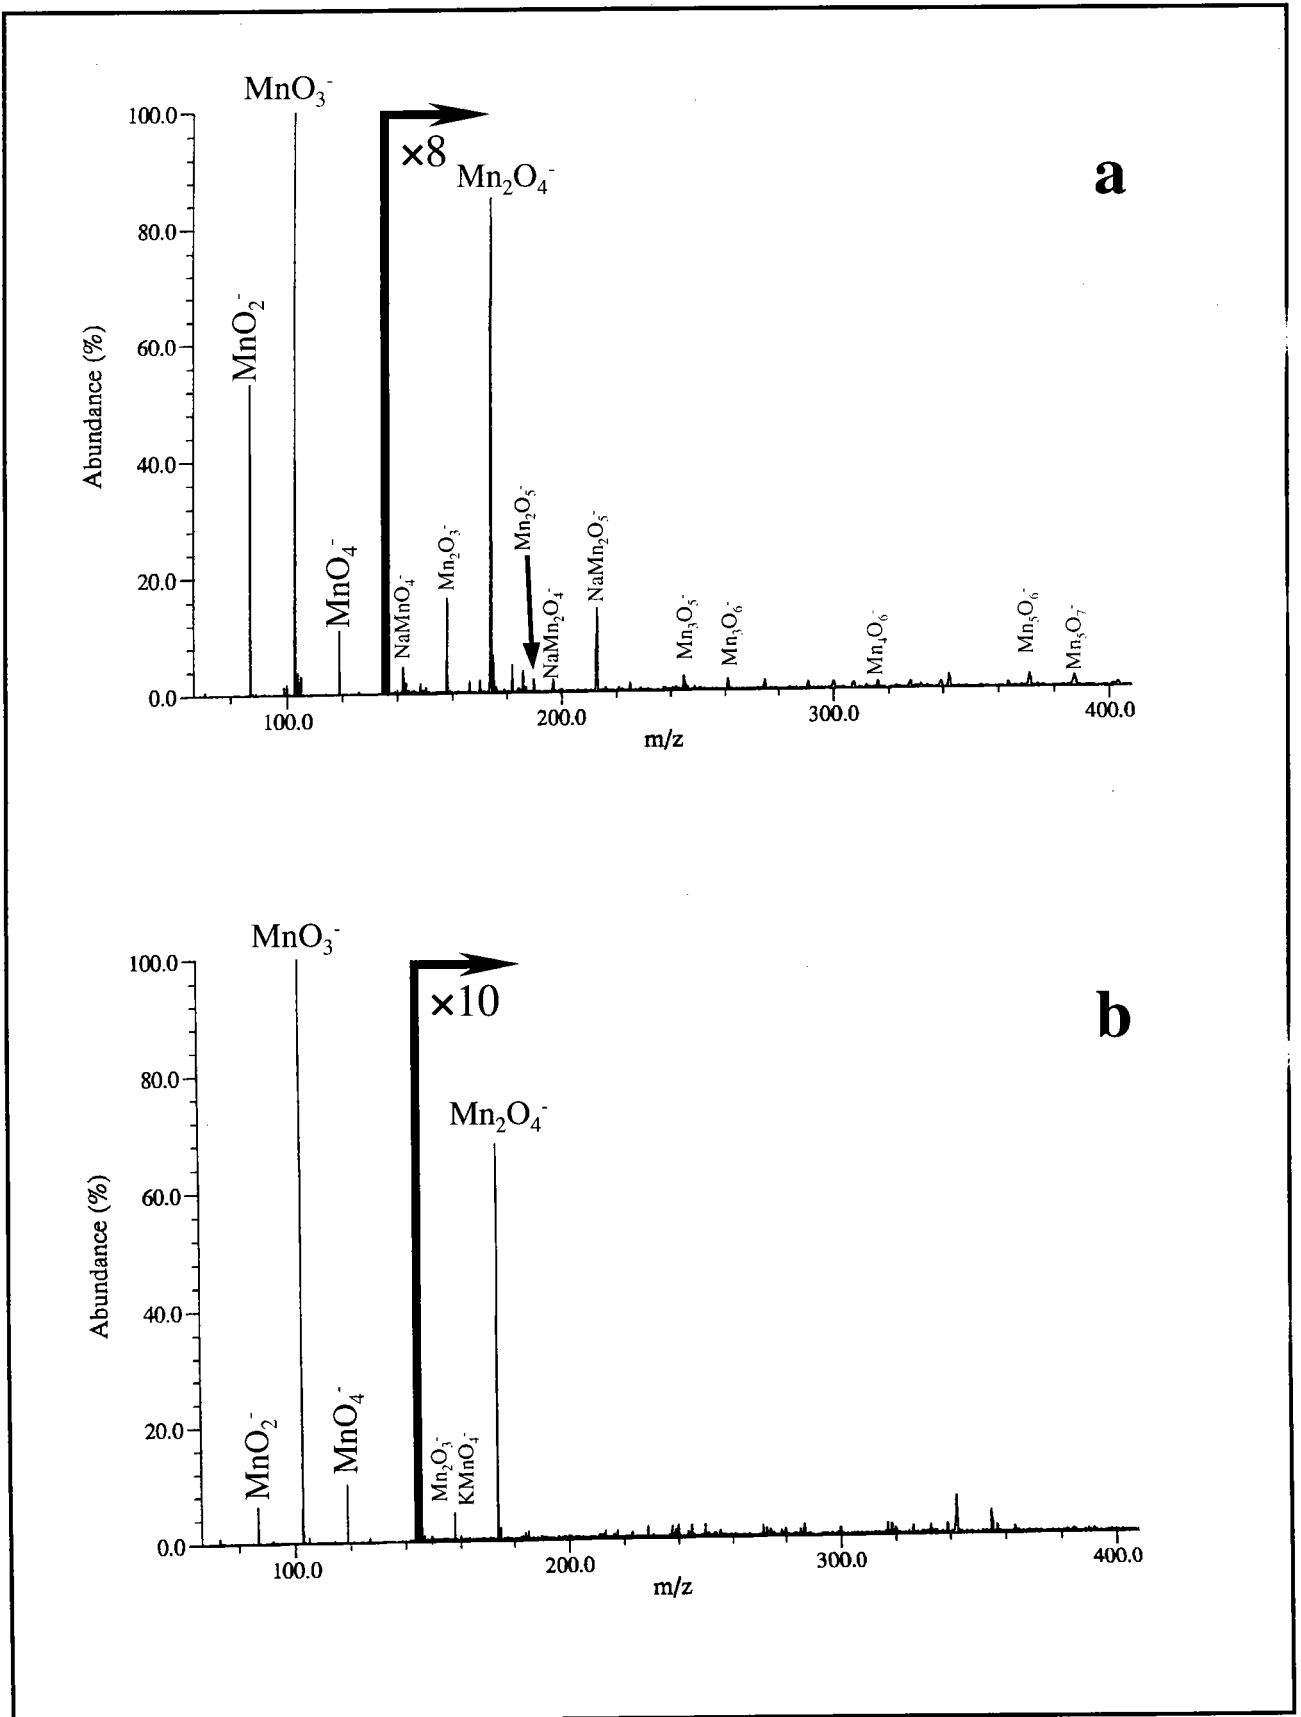 MnO₃⁻
100.0
×8
Mn₂O₄⁻
a
80.0
MnO₂⁻
60.0
Abundance (%)
40.0
Mn₂O₅⁻
MnO₄⁻
NaMnO₄⁻
Mn₂O₃⁻
NaMn₂O₄⁻
NaMn₂O₅⁻
20.0
Mn₃O₅⁻
Mn₃O₆⁻
Mn₄O₆⁻
Mn₅O₆⁻
Mn₅O₇⁻
0.0
100.0 200.0 300.0 400.0
m/z
MnO₃⁻
100.0
×10
b
80.0
Mn₂O₄⁻
60.0
Abundance (%)
40.0
MnO₂⁻
MnO₄⁻
Mn₂O₃⁻
KMnO₄⁻
20.0
0.0
100.0 200.0 300.0 400.0
m/z